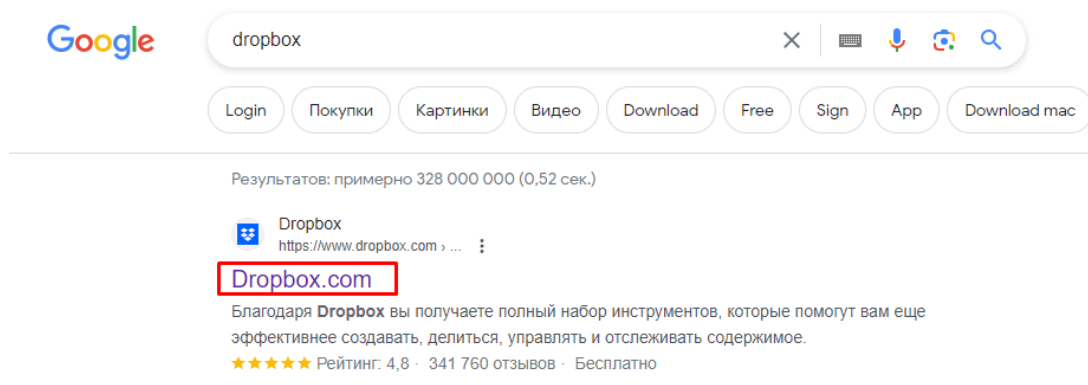 Google
dropbox
Login Покупки Картинки Видео Download Free Sign App Download mac
Результатов: примерно 328 000 000 (0,52 сек.)
Dropbox
https://www.dropbox.com › ...
Dropbox.com
Благодаря Dropbox вы получаете полный набор инструментов, которые помогут вам еще
эффективнее создавать, делиться, управлять и отслеживать содержимое.
★★★★★ Рейтинг: 4,8 · 341 760 отзывов · Бесплатно